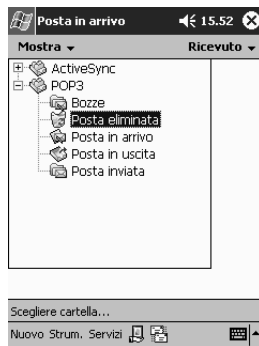 Posta in arrivo 15.52
Mostra Ricevuto
ActiveSync
POP3
Bozze
Posta eliminata
Posta in arrivo
Posta in uscita
Posta inviata
Scegliere cartella...
Nuovo Strum. Servizi